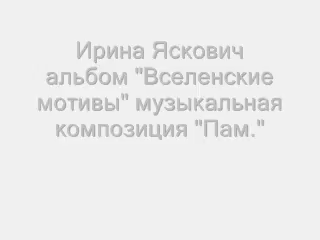 Ирина Яскович
альбом "Вселенские
мотивы" музыкальная
композиция "Пам."